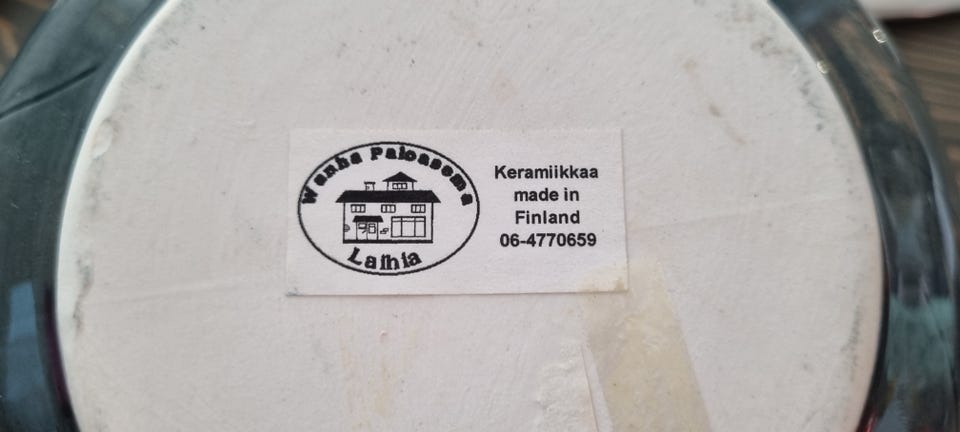 Wanha Paloasema
Laihia
Keramiikkaa
made in
Finland
06-4770659